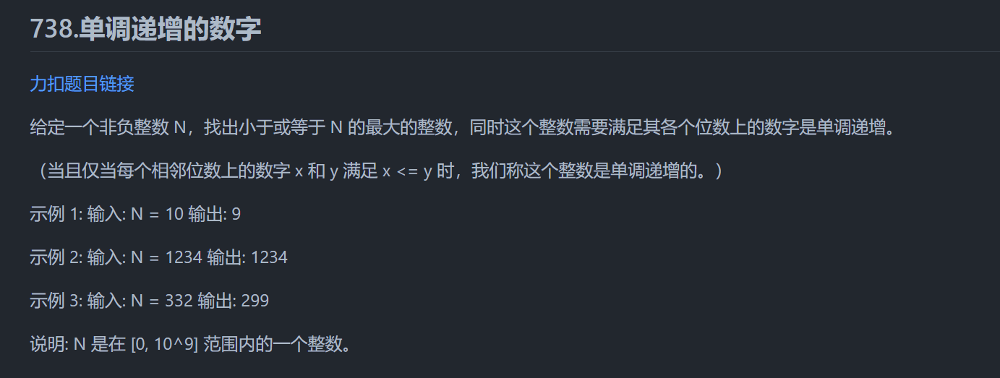 738.单调递增的数字
力扣题目链接
给定一个非负整数 N，找出小于或等于 N 的最大的整数，同时这个整数需要满足其各个位数上的数字是单调递增。
（当且仅当每个相邻位数上的数字 x 和 y 满足 x <= y 时，我们称这个整数是单调递增的。）
示例 1: 输入: N = 10 输出: 9
示例 2: 输入: N = 1234 输出: 1234
示例 3: 输入: N = 332 输出: 299
说明: N 是在 [0, 10^9] 范围内的一个整数。